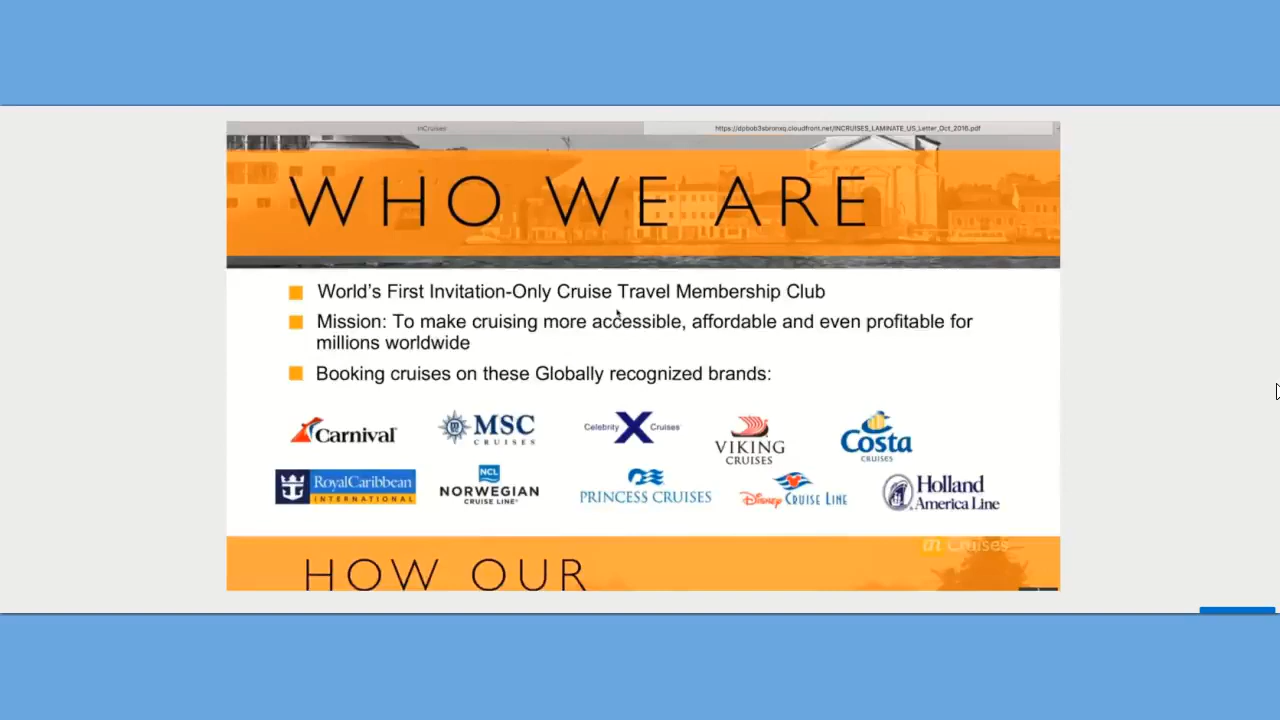 InCruises
https://dpbob3sbronxq.cloudfront.net/INCRUISES_LAMINATE_US_Letter_Oct_2016.pdf
WHO WE ARE
World's First Invitation-Only Cruise Travel Membership Club
Mission: To make cruising more accessible, affordable and even profitable for
millions worldwide
Booking cruises on these Globally recognized brands:
Carnival
MSC
CRUISES
Celebrity X Cruises
VIKING
CRUISES
Costa
CRUISES
RoyalCaribbean
INTERNATIONAL
NCL
NORWEGIAN
CRUISE LINE
PRINCESS CRUISES
Disney CRUISE LINE
Holland
America Line
in Cruises
HOW OUR